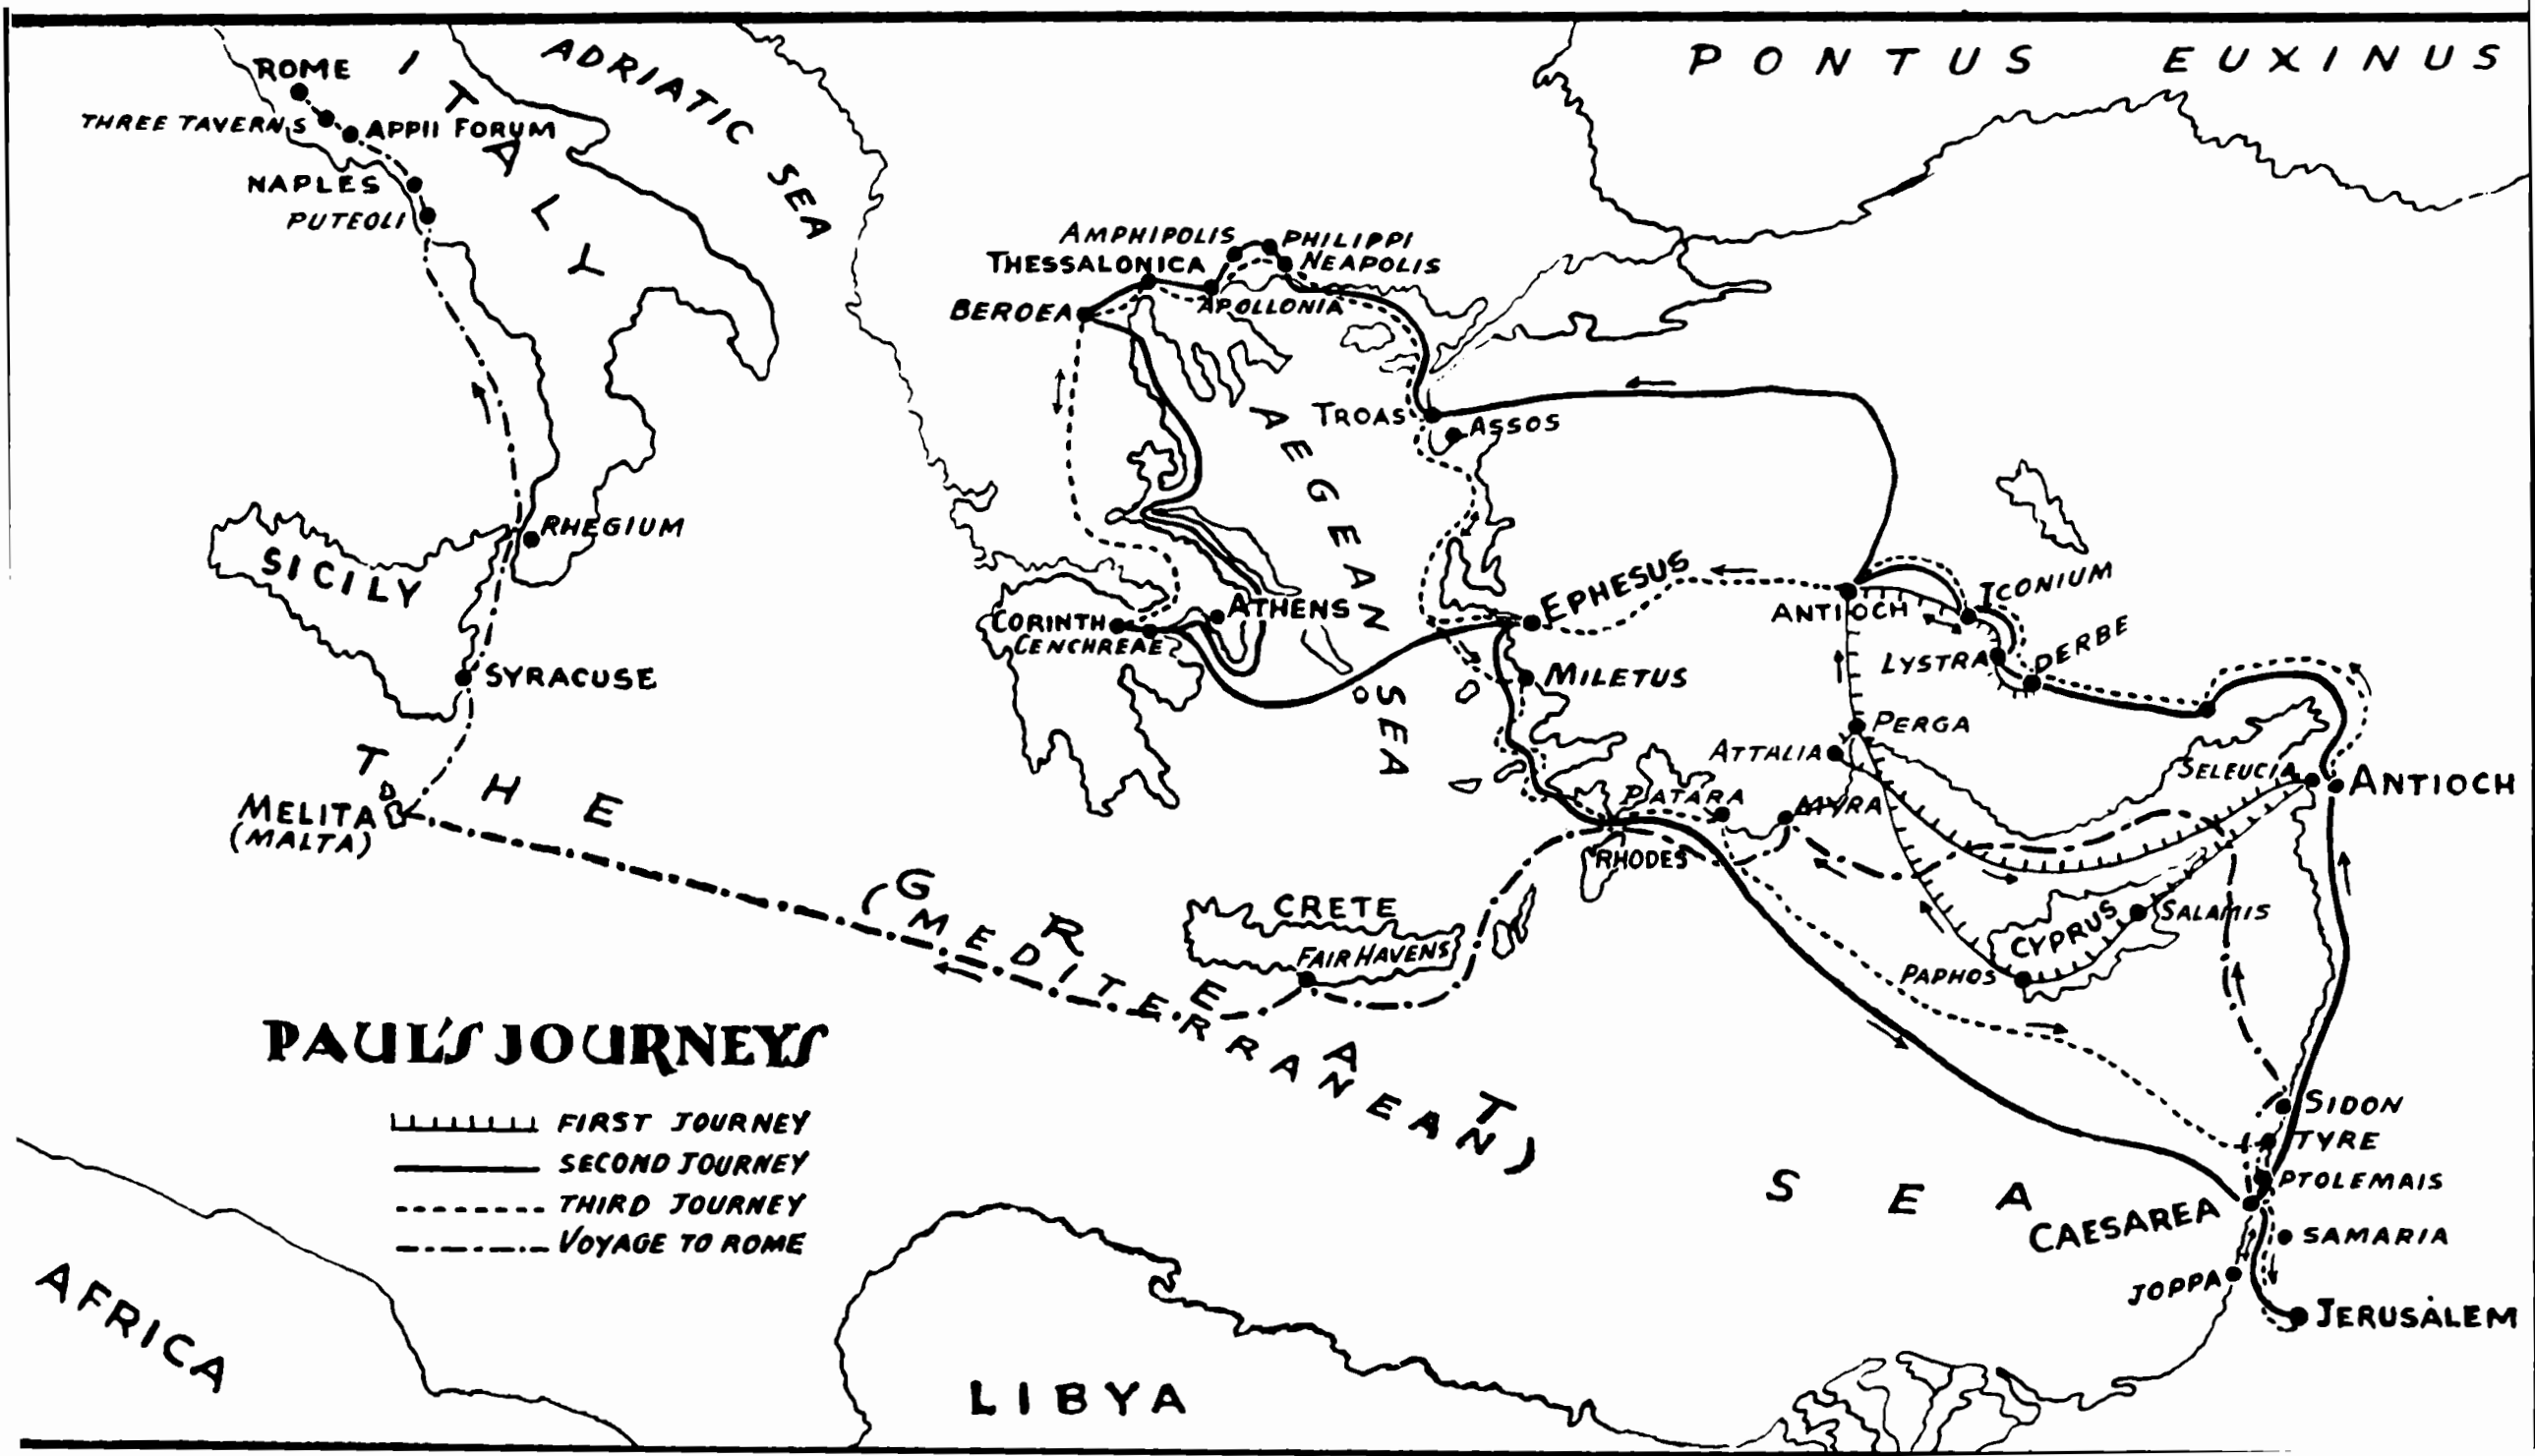 PONTUS EUXINUS
ADRIATIC SEA
ITALY
ROME
THREE TAVERNS
APPII FORUM
NAPLES
PUTEOLI
AMPHIPOLIS
PHILIPPI
THESSALONICA
NEAPOLIS
BEROEA
APOLLONIA
TROAS
ASSOS
AEGEAN SEA
RHEGIUM
SICILY
SYRACUSE
CORINTH
CENCHREAE
ATHENS
EPHESUS
MILETUS
ANTIOCH
ICONIUM
LYSTRA
DERBE
PERGA
ATTALIA
SELEUCIA
ANTIOCH
PATARA
MYRA
RHODES
MELITA
(MALTA)
THE GREAT SEA
(MEDITERRANEAN)
CRETE
FAIR HAVENS
CYPRUS
SALAMIS
PAPHOS
SIDON
TYRE
PTOLEMAIS
CAESAREA
SAMARIA
JOPPA
JERUSALEM
PAUL'S JOURNEYS
FIRST JOURNEY
SECOND JOURNEY
THIRD JOURNEY
VOYAGE TO ROME
AFRICA
LIBYA